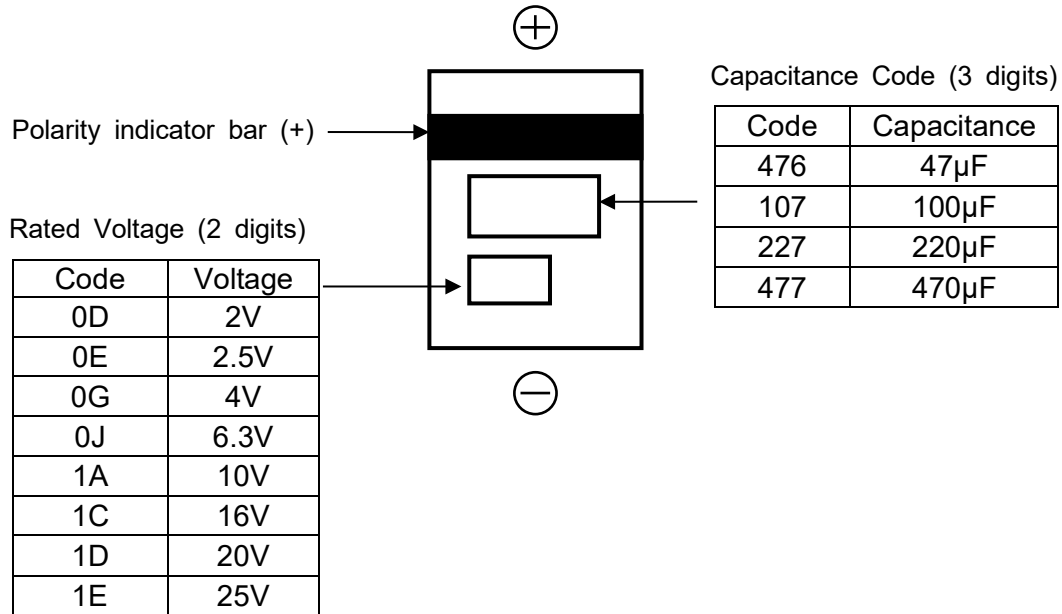 ⊕
Polarity indicator bar (+)
Capacitance Code (3 digits)
Code Capacitance
476 47µF
107 100µF
227 220µF
477 470µF
Rated Voltage (2 digits)
Code Voltage
0D 2V
0E 2.5V
0G 4V
0J 6.3V
1A 10V
1C 16V
1D 20V
1E 25V
⊖